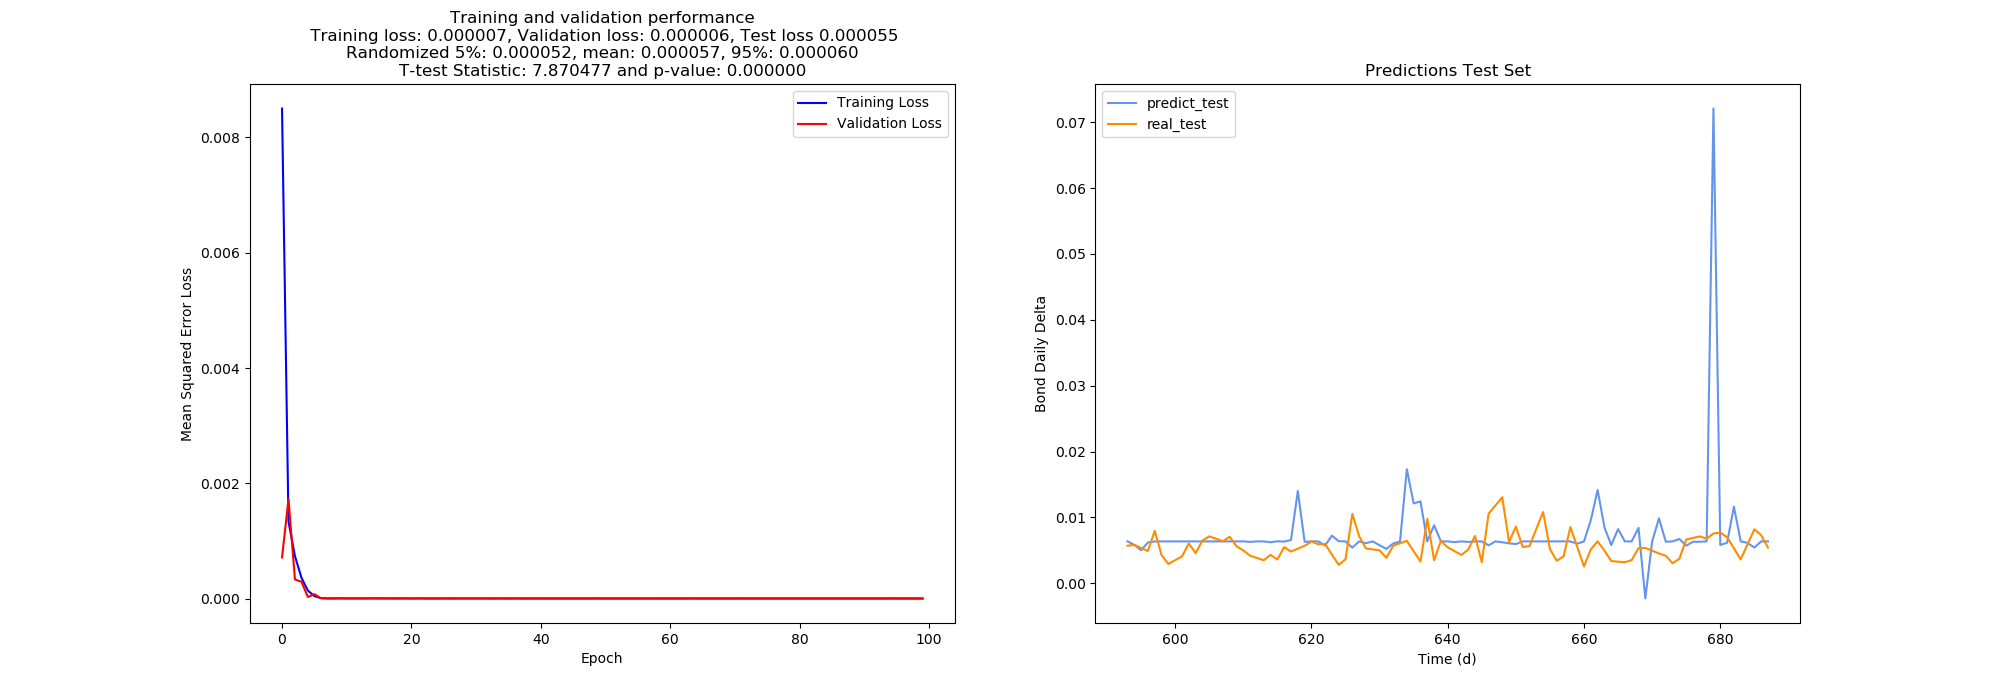 Training and validation performance
Training loss: 0.000007, Validation loss: 0.000006, Test loss 0.000055
Randomized 5%: 0.000052, mean: 0.000057, 95%: 0.000060
T-test Statistic: 7.870477 and p-value: 0.000000
Training Loss
Validation Loss
Mean Squared Error Loss
0.008
0.006
0.004
0.002
0.000
0
20
40
60
80
100
Epoch
Predictions Test Set
predict_test
real_test
Bond Daily Delta
0.07
0.06
0.05
0.04
0.03
0.02
0.01
0.00
600
620
640
660
680
Time (d)